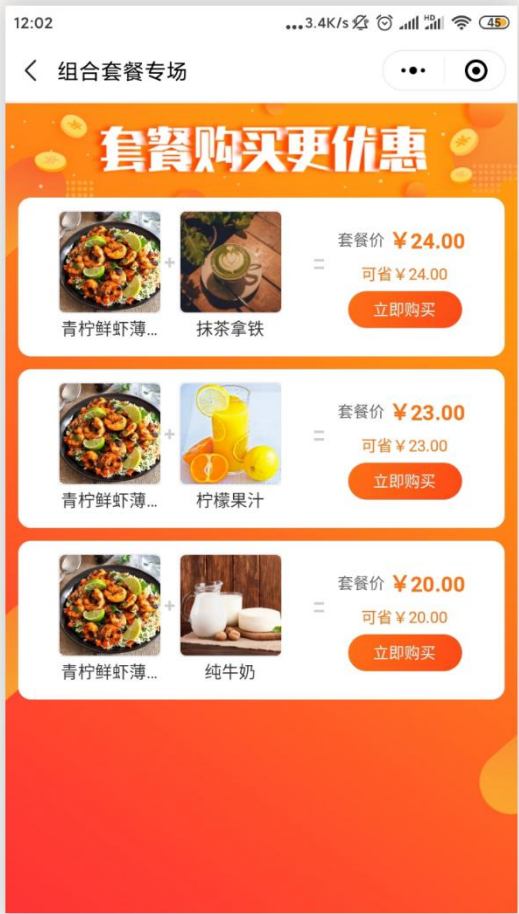 12:02
...3.4K/s HD 45
组合套餐专场
套餐购买更优惠
青柠鲜虾薄...
+
抹茶拿铁
=
套餐价 ￥24.00
可省￥24.00
立即购买
青柠鲜虾薄...
+
柠檬果汁
=
套餐价 ￥23.00
可省￥23.00
立即购买
青柠鲜虾薄...
+
纯牛奶
=
套餐价 ￥20.00
可省￥20.00
立即购买